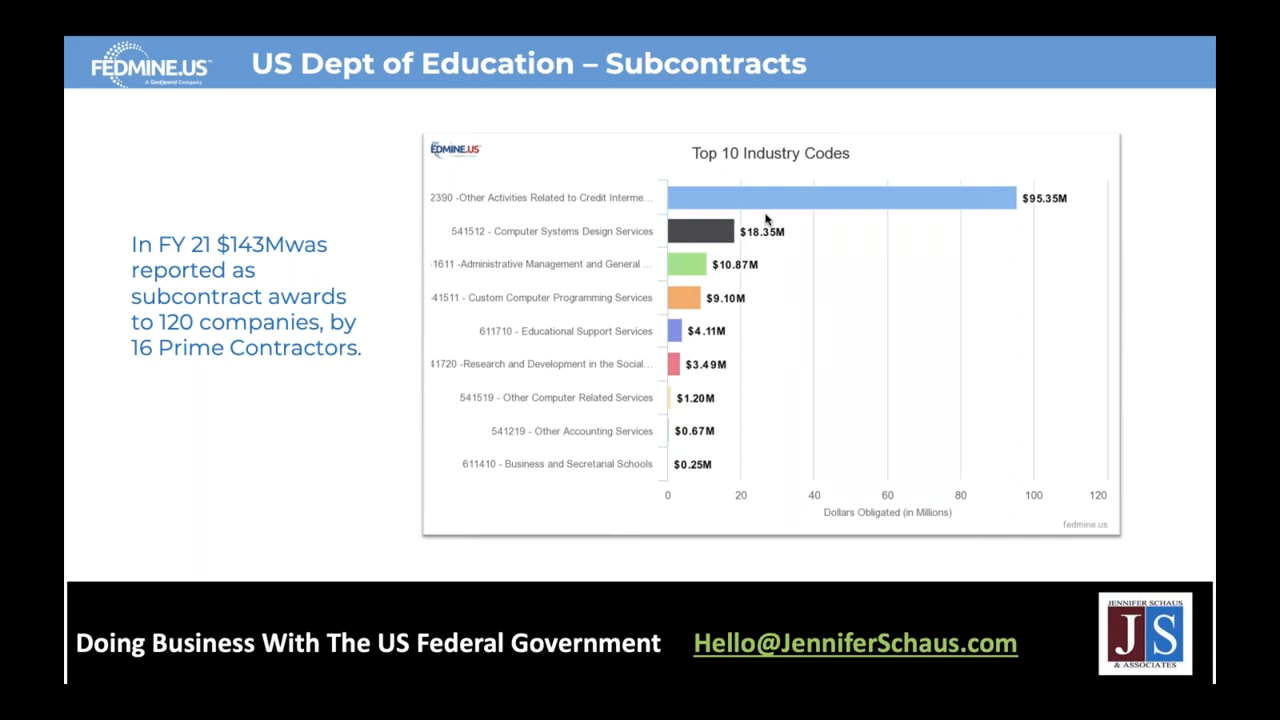 FEDMINE.US
A GovSpend Company
US Dept of Education – Subcontracts
In FY 21 $143Mwas
reported as
subcontract awards
to 120 companies, by
16 Prime Contractors.
EDMINE.US
Top 10 Industry Codes
2390 -Other Activities Related to Credit Interme… $95.35M
541512 - Computer Systems Design Services $18.35M
1611 -Administrative Management and General … $10.87M
41511 - Custom Computer Programming Services $9.10M
611710 - Educational Support Services $4.11M
1720 -Research and Development in the Social… $3.49M
541519 - Other Computer Related Services $1.20M
541219 - Other Accounting Services $0.67M
611410 - Business and Secretarial Schools $0.25M
0 20 40 60 80 100 120
Dollars Obligated (in Millions)
fedmine.us
Doing Business With The US Federal Government Hello@JenniferSchaus.com
JENNIFER SCHAUS
J S
& ASSOCIATES